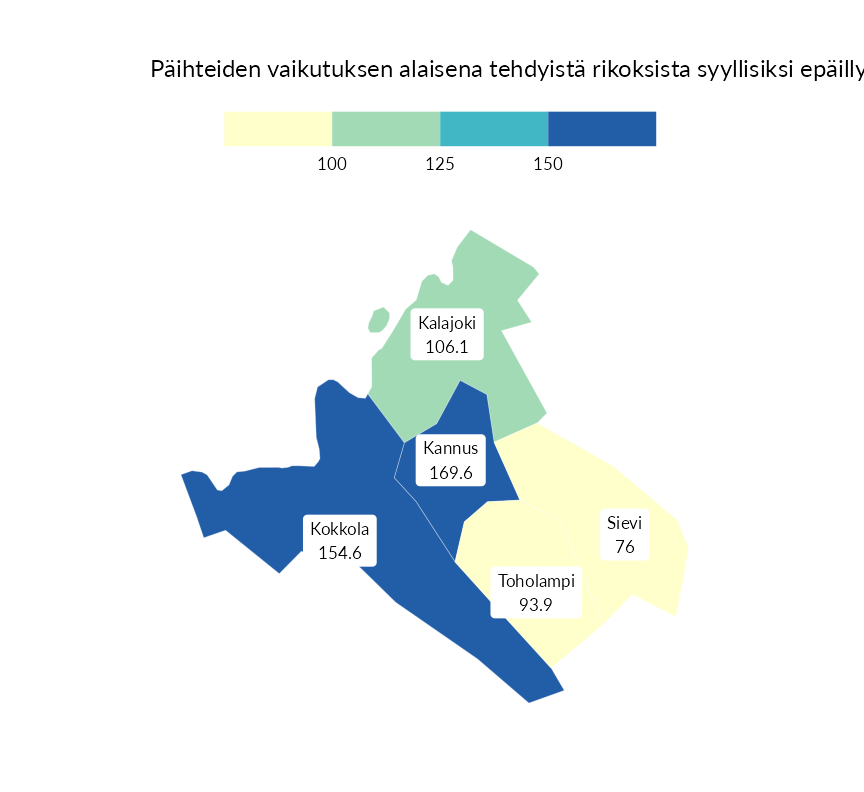 Päihteiden vaikutuksen alaisena tehdyistä rikoksista syyllisiksi epäilly
100 125 150
Kalajoki
106.1
Kannus
169.6
Kokkola
154.6
Sievi
76
Toholampi
93.9